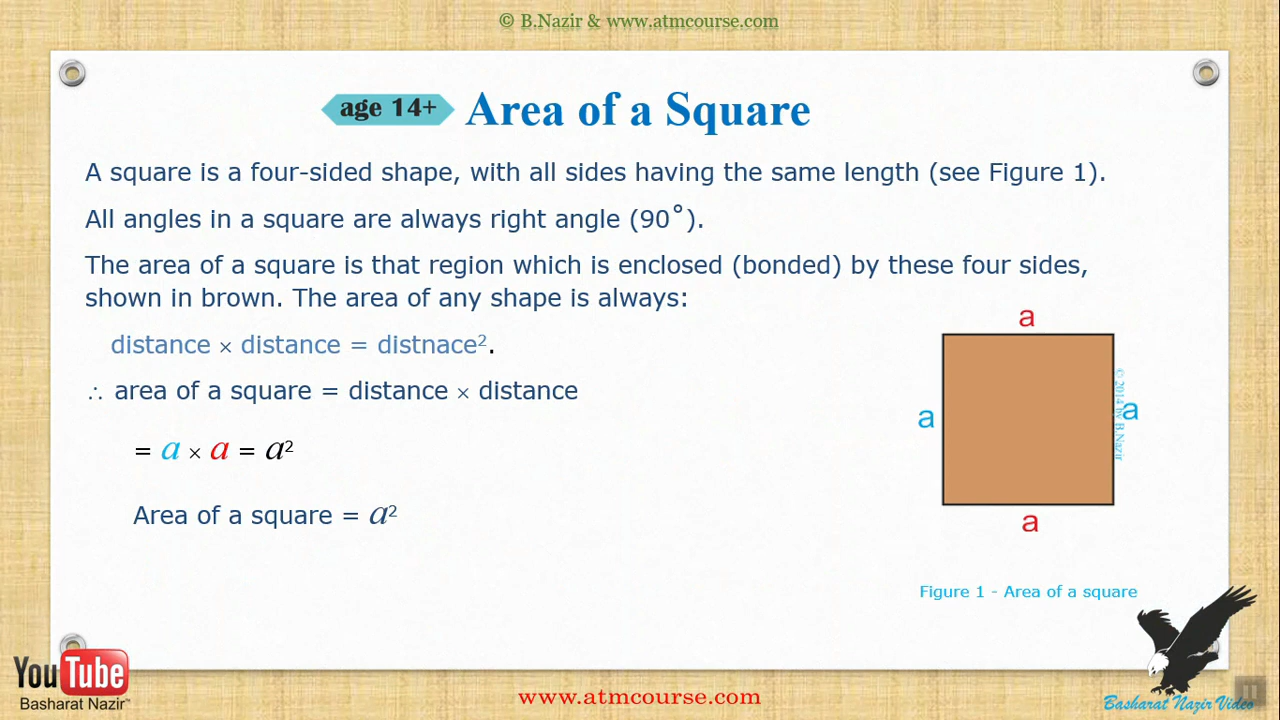 © B.Nazir & www.atmcourse.com
age 14+ Area of a Square
A square is a four-sided shape, with all sides having the same length (see Figure 1).
All angles in a square are always right angle (90°).
The area of a square is that region which is enclosed (bonded) by these four sides,
shown in brown. The area of any shape is always:
distance × distance = distnace².
∴ area of a square = distance × distance
= a × a = a²
Area of a square = a²
a
a
a
© 2014 by B.Nazir
a
Figure 1 - Area of a square
YouTube
Basharat Nazir™
www.atmcourse.com
Basharat Nazir Video